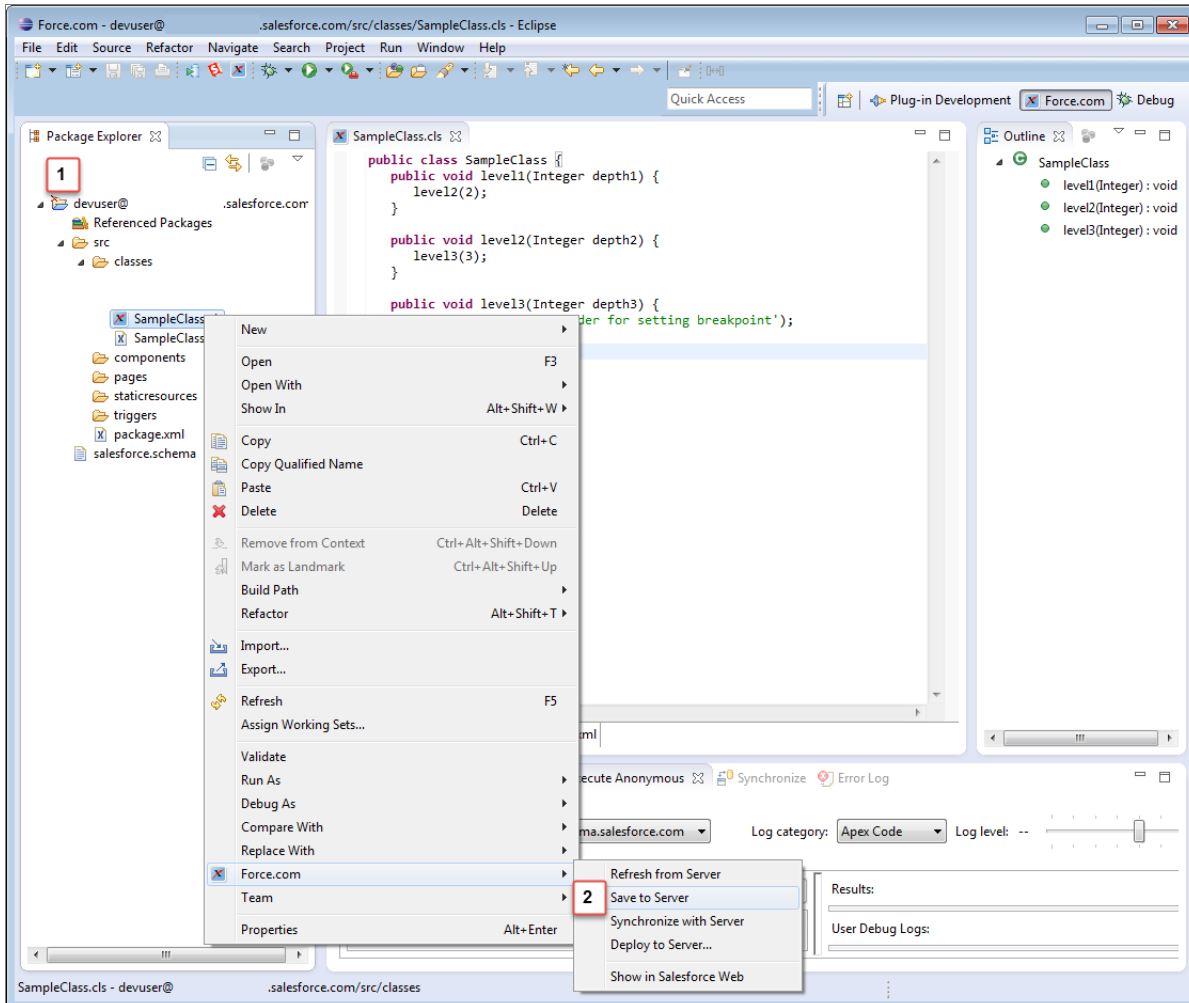 Force.com - devuser@ .salesforce.com/src/classes/SampleClass.cls - Eclipse
File Edit Source Refactor Navigate Search Project Run Window Help
Quick Access
Plug-in Development
Force.com
Debug
Package Explorer
1
devuser@ .salesforce.com
Referenced Packages
src
classes
SampleClass
SampleClass
components
pages
staticresources
triggers
package.xml
salesforce.schema
SampleClass.cls
public class SampleClass {
public void level1(Integer depth1) {
level2(2);
}
public void level2(Integer depth2) {
level3(3);
}
public void level3(Integer depth3) {
der for setting breakpoint');
xml
Outline
SampleClass
level1(Integer) : void
level2(Integer) : void
level3(Integer) : void
New
Open F3
Open With
Show In Alt+Shift+W
Copy Ctrl+C
Copy Qualified Name
Paste Ctrl+V
Delete Delete
Remove from Context Ctrl+Alt+Shift+Down
Mark as Landmark Ctrl+Alt+Shift+Up
Build Path
Refactor Alt+Shift+T
Import...
Export...
Refresh F5
Assign Working Sets...
Validate
Run As
Debug As
Compare With
Replace With
Force.com
Team
Properties Alt+Enter
2
Refresh from Server
Save to Server
Synchronize with Server
Deploy to Server...
Show in Salesforce Web
ecute Anonymous
Synchronize
Error Log
ma.salesforce.com
Log category: Apex Code
Log level: --
Results:
User Debug Logs:
SampleClass.cls - devuser@ .salesforce.com/src/classes